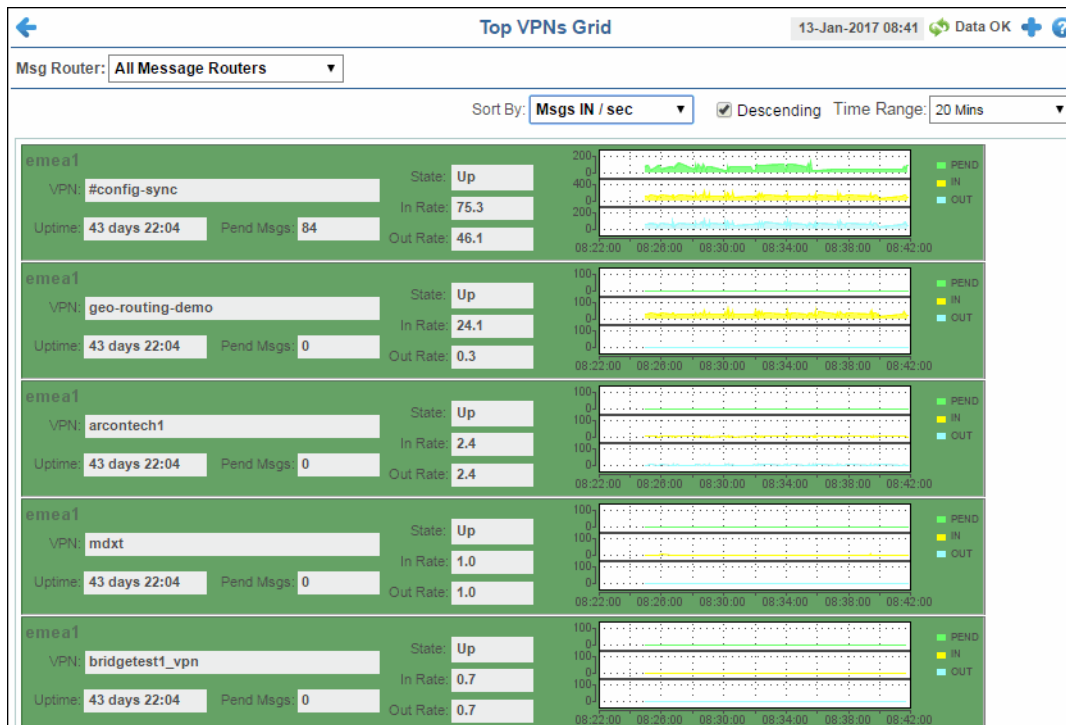 Top VPNs Grid
13-Jan-2017 08:41 Data OK ?
Msg Router: All Message Routers
Sort By: Msgs IN / sec Descending Time Range: 20 Mins
emea1
VPN: #config-sync
Uptime: 43 days 22:04 Pend Msgs: 84
State: Up
In Rate: 75.3
Out Rate: 46.1
200
0
400
0
200
0
08:22:00 08:26:00 08:30:00 08:34:00 08:38:00 08:42:00
PEND
IN
OUT
emea1
VPN: geo-routing-demo
Uptime: 43 days 22:04 Pend Msgs: 0
State: Up
In Rate: 24.1
Out Rate: 0.3
100
0
100
0
100
0
08:22:00 08:26:00 08:30:00 08:34:00 08:38:00 08:42:00
PEND
IN
OUT
emea1
VPN: arcontech1
Uptime: 43 days 22:04 Pend Msgs: 0
State: Up
In Rate: 2.4
Out Rate: 2.4
100
0
100
0
100
0
08:22:00 08:26:00 08:30:00 08:34:00 08:38:00 08:42:00
PEND
IN
OUT
emea1
VPN: mdxt
Uptime: 43 days 22:04 Pend Msgs: 0
State: Up
In Rate: 1.0
Out Rate: 1.0
100
0
100
0
100
0
08:22:00 08:26:00 08:30:00 08:34:00 08:38:00 08:42:00
PEND
IN
OUT
emea1
VPN: bridgetest1_vpn
Uptime: 43 days 22:04 Pend Msgs: 0
State: Up
In Rate: 0.7
Out Rate: 0.7
100
0
100
0
100
0
08:22:00 08:26:00 08:30:00 08:34:00 08:38:00 08:42:00
PEND
IN
OUT